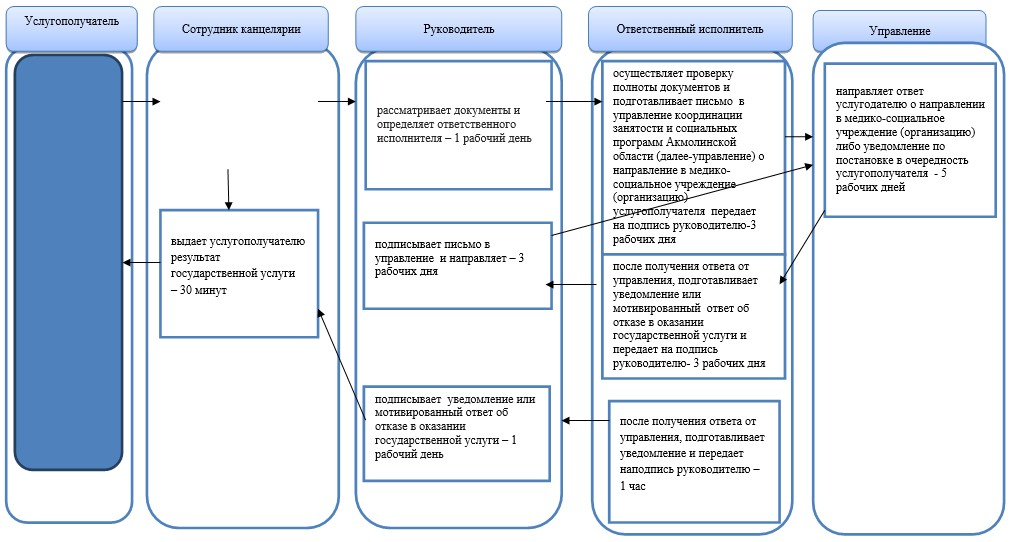 Услугополучатель
Сотрудник канцелярии
Руководитель
Ответственный исполнитель
Управление
рассматривает документы и
определяет ответственного
исполнителя – 1 рабочий день
осуществляет проверку
полноты документов и
подготавливает письмо в
управление координации
занятости и социальных
программ Акмолинской
области (далее-управление) о
направление в медико-
социальное учреждение
(организацию)
услугополучателя передает
на подпись руководителю-3
рабочих дня
направляет ответ
услугодателю о направлении
в медико-социальное
учреждение (организацию)
либо уведомление по
постановке в очередность
услугополучателя - 5
рабочих дней
выдает услугополучателю
результат
государственной услуги
– 30 минут
подписывает письмо в
управление и направляет – 3
рабочих дня
после получения ответа от
управления, подготавливает
уведомление или
мотивированный ответ об
отказе в оказании
государственной услуги и
передает на подпись
руководителю- 3 рабочих дня
подписывает уведомление или
мотивированный ответ об
отказе в оказании
государственной услуги – 1
рабочий день
после получения ответа от
управления, подготавливает
уведомление и передает
наподпись руководителю –
1 час